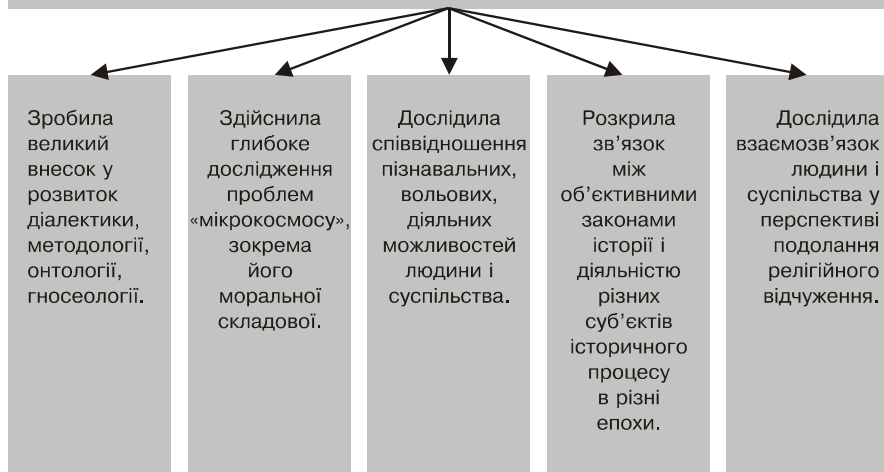 Зробила
великий
внесок у
розвиток
діалектики,
методології,
онтології,
гносеології.
Здійснила
глибоке
дослідження
проблем
«мікрокосмосу»,
зокрема
його
моральної
складової.
Дослідила
співвідношення
пізнавальних,
вольових,
діяльних
можливостей
людини і
суспільства.
Розкрила
зв’язок
між
об’єктивними
законами
історії і
діяльністю
різних
суб’єктів
історичного
процесу
в різні
епохи.
Дослідила
взаємозв’язок
людини і
суспільства у
перспективі
подолання
релігійного
відчуження.